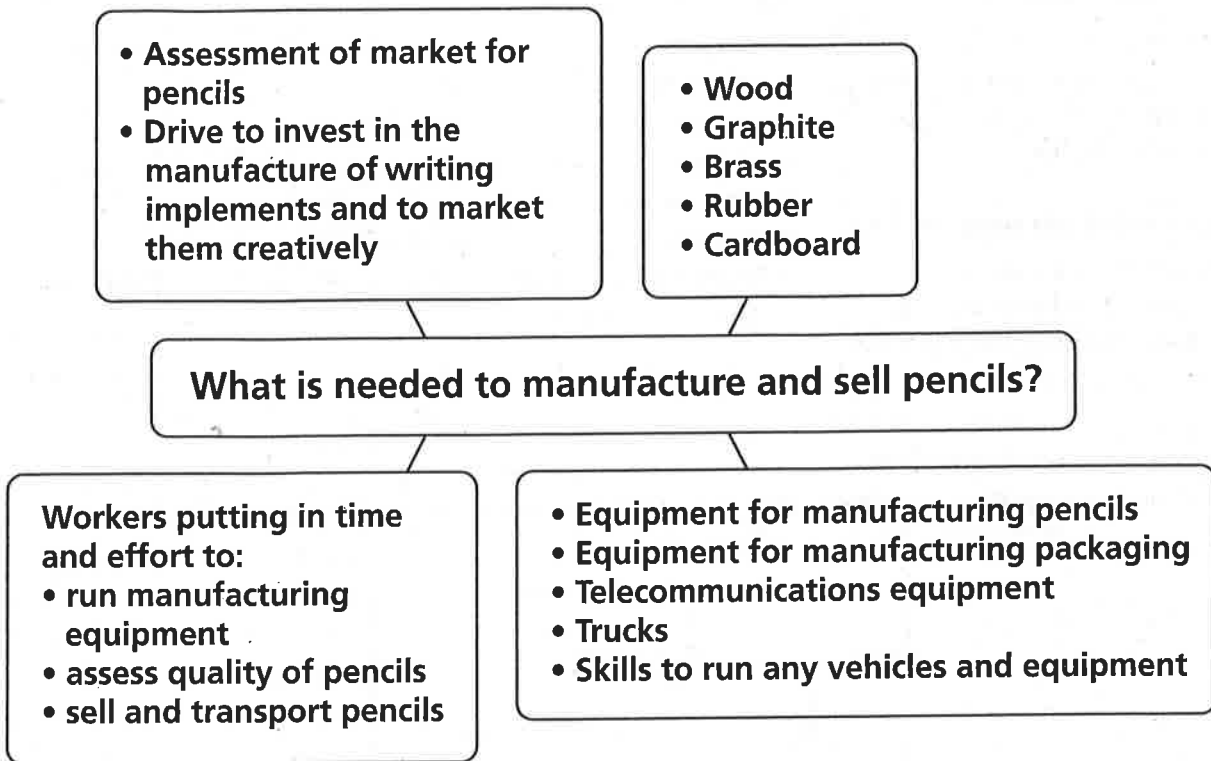 • Assessment of market for
pencils
• Drive to invest in the
manufacture of writing
implements and to market
them creatively
• Wood
• Graphite
• Brass
• Rubber
• Cardboard
What is needed to manufacture and sell pencils?
Workers putting in time
and effort to:
• run manufacturing
equipment
• assess quality of pencils
• sell and transport pencils
• Equipment for manufacturing pencils
• Equipment for manufacturing packaging
• Telecommunications equipment
• Trucks
• Skills to run any vehicles and equipment